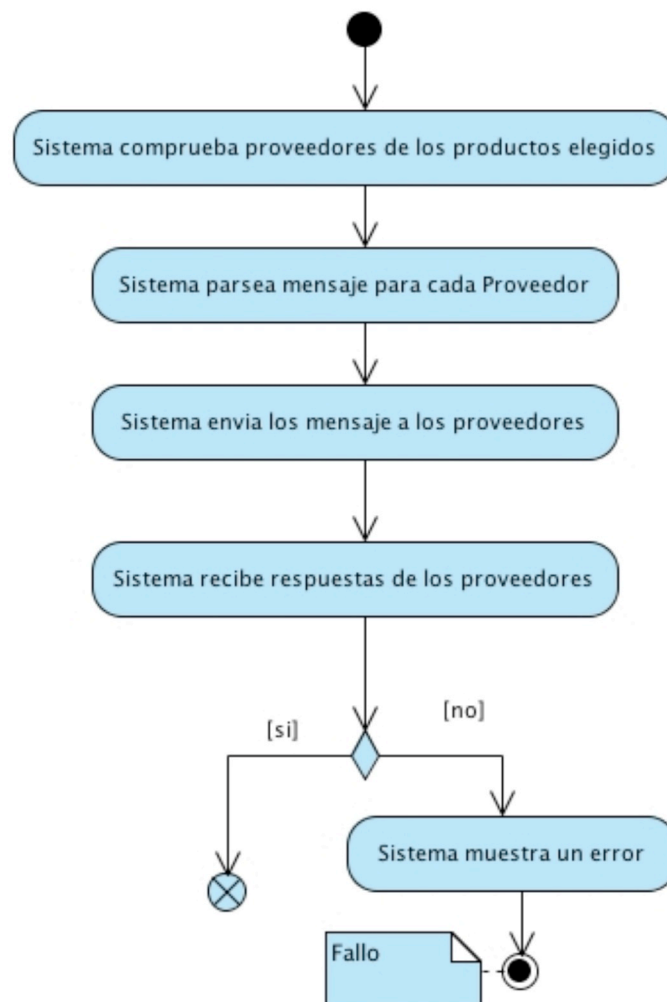 Sistema comprueba proveedores de los productos elegidos
Sistema parsea mensaje para cada Proveedor
Sistema envia los mensaje a los proveedores
Sistema recibe respuestas de los proveedores
[si]
[no]
Sistema muestra un error
Fallo